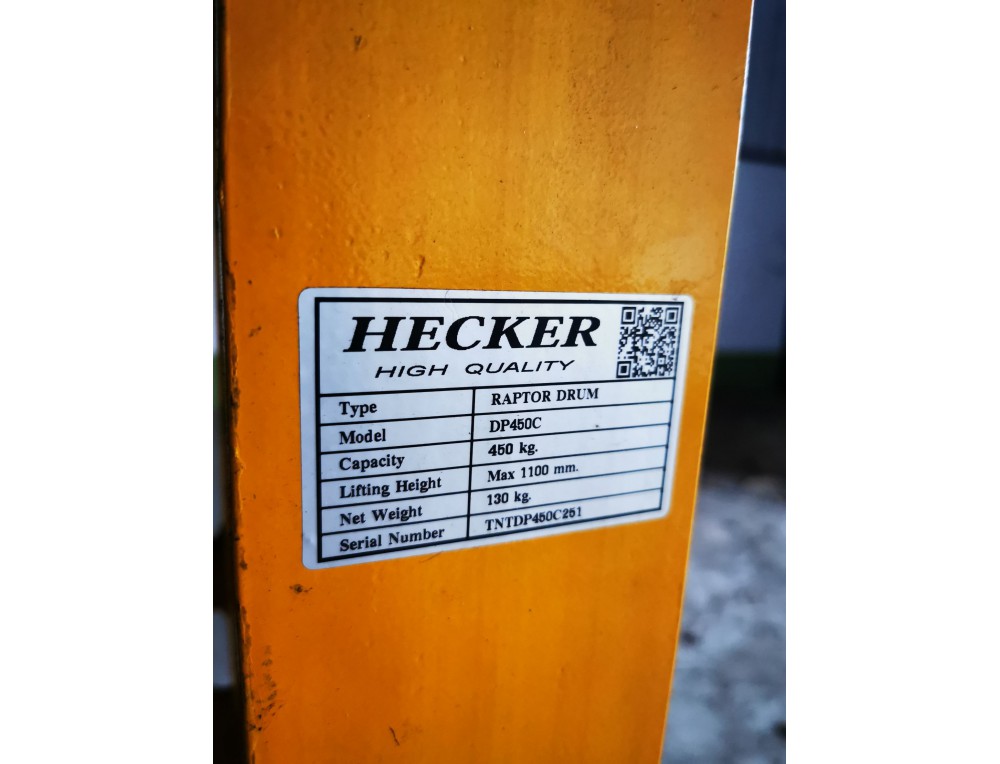 HECKER
HIGH QUALITY
Type RAPTOR DRUM
Model DP450C
Capacity 450 kg.
Lifting Height Max 1100 mm.
Net Weight 130 kg.
Serial Number TNTDP450C251